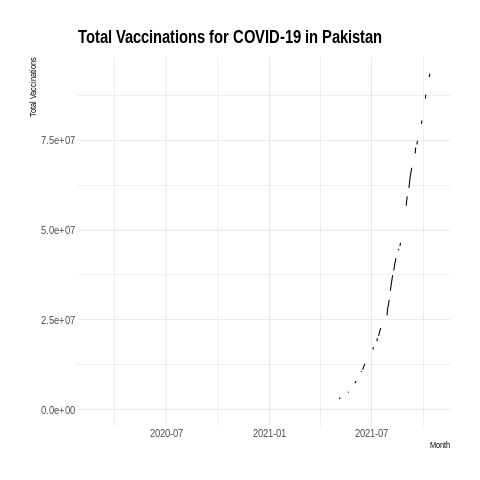 Total Vaccinations for COVID-19 in Pakistan
Total Vaccinations
7.5e+07
5.0e+07
2.5e+07
0.0e+00
2020-07
2021-01
2021-07
Month